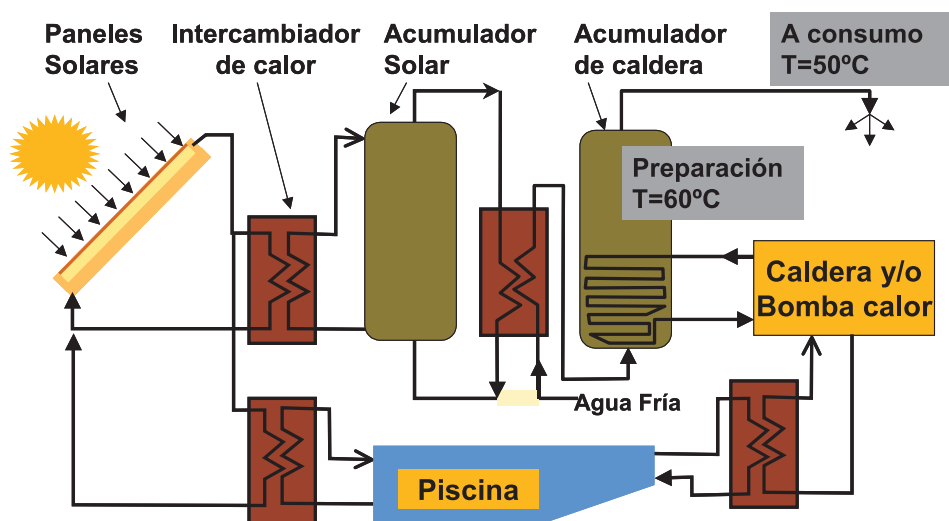 Paneles
Solares
Intercambiador
de calor
Acumulador
Solar
Acumulador
de caldera
A consumo
T=50ºC
Preparación
T=60ºC
Caldera y/o
Bomba calor
Agua Fría
Piscina